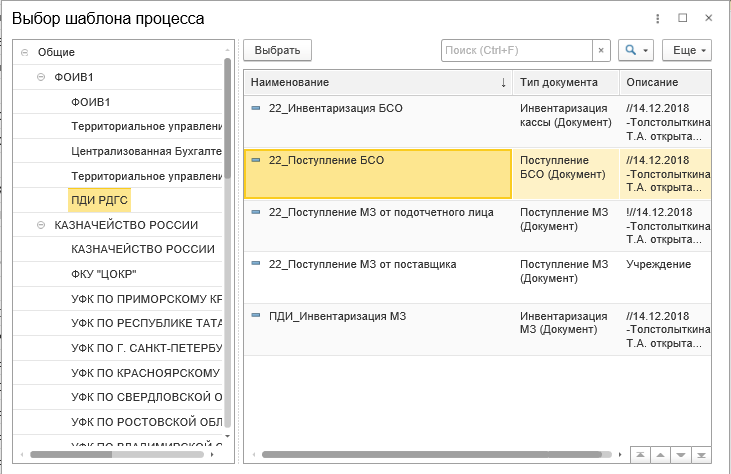 Выбор шаблона процесса
Общие
ФОИВ1
ФОИВ1
Территориальное управлени
Централизованная Бухгалте
Территориальное управлени
ПДИ РДГС
КАЗНАЧЕЙСТВО РОССИИ
КАЗНАЧЕЙСТВО РОССИИ
ФКУ "ЦОКР"
УФК ПО ПРИМОРСКОМУ КР
УФК ПО РЕСПУБЛИКЕ ТАТА
УФК ПО Г. САНКТ-ПЕТЕРБУ
УФК ПО КРАСНОЯРСКОМУ
УФК ПО СВЕРДЛОВСКОЙ О
УФК ПО РОСТОВСКОЙ ОБЛ
УФК ПО ВЛАДИМИРСКОЙ О
Выбрать
Поиск (Ctrl+F)
Еще
Наименование Тип документа Описание
22_Инвентаризация БСО Инвентаризация //14.12.2018
кассы (Документ) -Толстолыткина
Т.А. открыта...
22_Поступление БСО Поступление //14.12.2018
БСО (Документ) -Толстолыткина
Т.А. открыта...
22_Поступление МЗ от подотчетного лица Поступление МЗ !//14.12.2018
(Документ) -Толстолыткина
Т.А. открыта...
22_Поступление МЗ от поставщика Поступление МЗ Учреждение
(Документ)
ПДИ_Инвентаризация МЗ Инвентаризация //14.12.2018
МЗ (Документ) -Толстолыткина
Т.А. открыта...